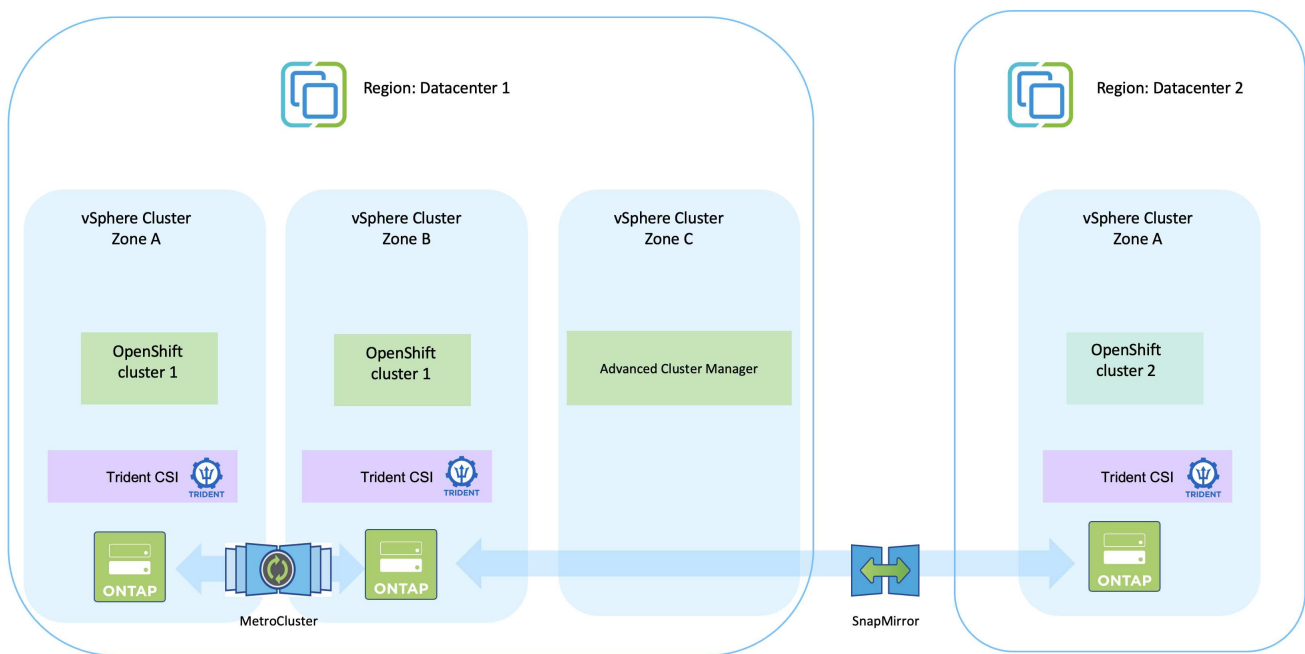 Region: Datacenter 1
Region: Datacenter 2
vSphere Cluster
Zone A
vSphere Cluster
Zone B
vSphere Cluster
Zone C
vSphere Cluster
Zone A
OpenShift
cluster 1
OpenShift
cluster 1
Advanced Cluster Manager
OpenShift
cluster 2
Trident CSI
TRIDENT
Trident CSI
TRIDENT
Trident CSI
TRIDENT
ONTAP
ONTAP
ONTAP
MetroCluster
SnapMirror